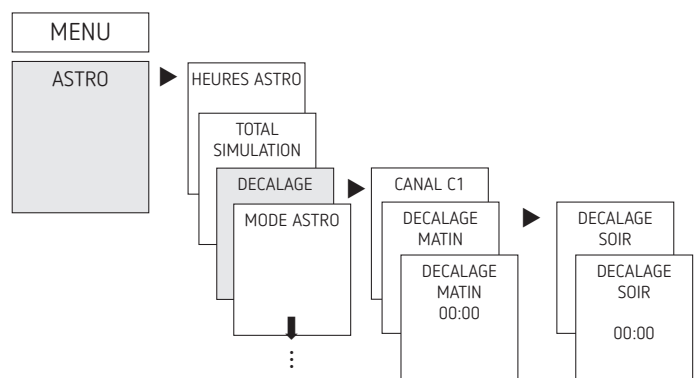 MENU
ASTRO
HEURES ASTRO
TOTAL
SIMULATION
DECALAGE
MODE ASTRO
CANAL C1
DECALAGE
MATIN
DECALAGE
MATIN
00:00
DECALAGE
SOIR
DECALAGE
SOIR
00:00